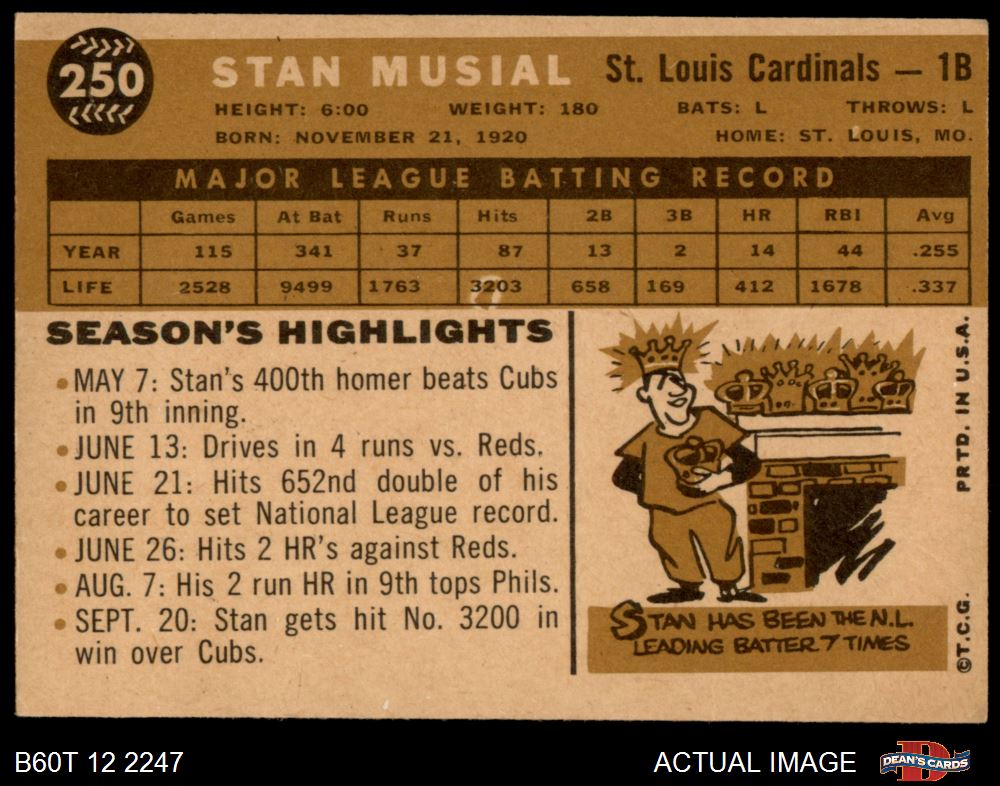 250
STAN MUSIAL St. Louis Cardinals — 1B
HEIGHT: 6:00 WEIGHT: 180 BATS: L THROWS: L
BORN: NOVEMBER 21, 1920 HOME: ST. LOUIS, MO.
MAJOR LEAGUE BATTING RECORD
Games At Bat Runs Hits 2B 3B HR RBI Avg
YEAR 115 341 37 87 13 2 14 44 .255
LIFE 2528 9499 1763 3203 658 169 412 1678 .337
SEASON'S HIGHLIGHTS
• MAY 7: Stan's 400th homer beats Cubs
in 9th inning.
• JUNE 13: Drives in 4 runs vs. Reds.
• JUNE 21: Hits 652nd double of his
career to set National League record.
• JUNE 26: Hits 2 HR's against Reds.
• AUG. 7: His 2 run HR in 9th tops Phils.
• SEPT. 20: Stan gets hit No. 3200 in
win over Cubs.
STAN HAS BEEN THE N.L.
LEADING BATTER 7 TIMES
©T.C.G. PRTD. IN U.S.A.
B60T 12 2247 ACTUAL IMAGE
DEAN'S CARDS